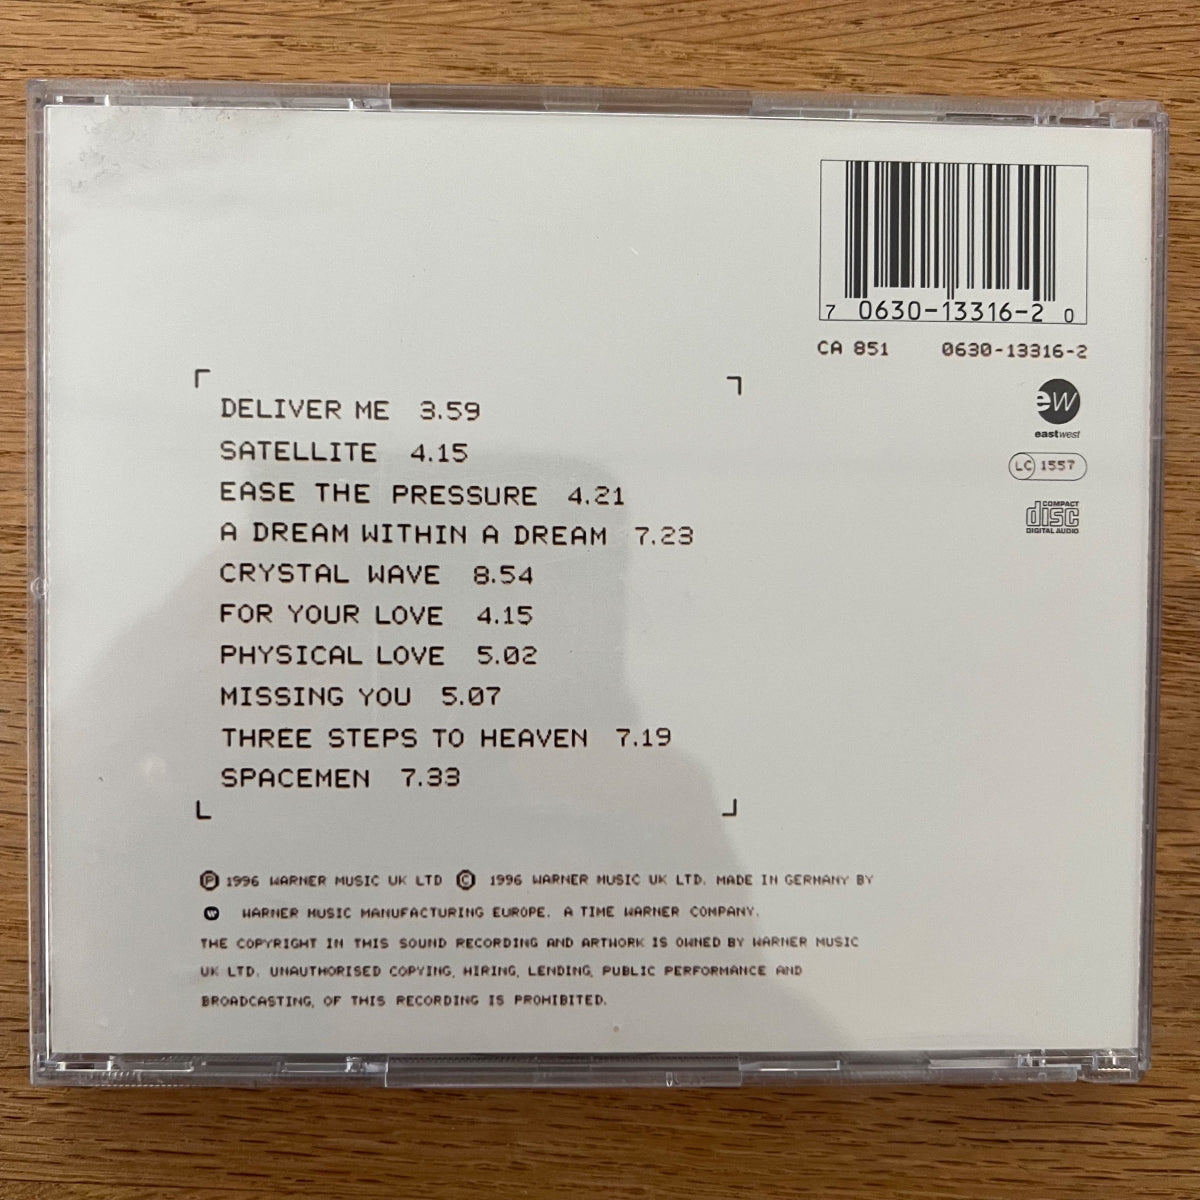 7 0630-13316-2 0
CA 851 0630-13316-2
ew
eastwest
LC 1557
COMPACT
disc
DIGITAL AUDIO
DELIVER ME 3.59
SATELLITE 4.15
EASE THE PRESSURE 4.21
A DREAM WITHIN A DREAM 7.23
CRYSTAL WAVE 8.54
FOR YOUR LOVE 4.15
PHYSICAL LOVE 5.02
MISSING YOU 5.07
THREE STEPS TO HEAVEN 7.19
SPACEMEN 7.33
Ⓟ 1996 WARNER MUSIC UK LTD © 1996 WARNER MUSIC UK LTD. MADE IN GERMANY BY
WARNER MUSIC MANUFACTURING EUROPE. A TIME WARNER COMPANY.
THE COPYRIGHT IN THIS SOUND RECORDING AND ARTWORK IS OWNED BY WARNER MUSIC
UK LTD. UNAUTHORISED COPYING, HIRING, LENDING, PUBLIC PERFORMANCE AND
BROADCASTING, OF THIS RECORDING IS PROHIBITED.